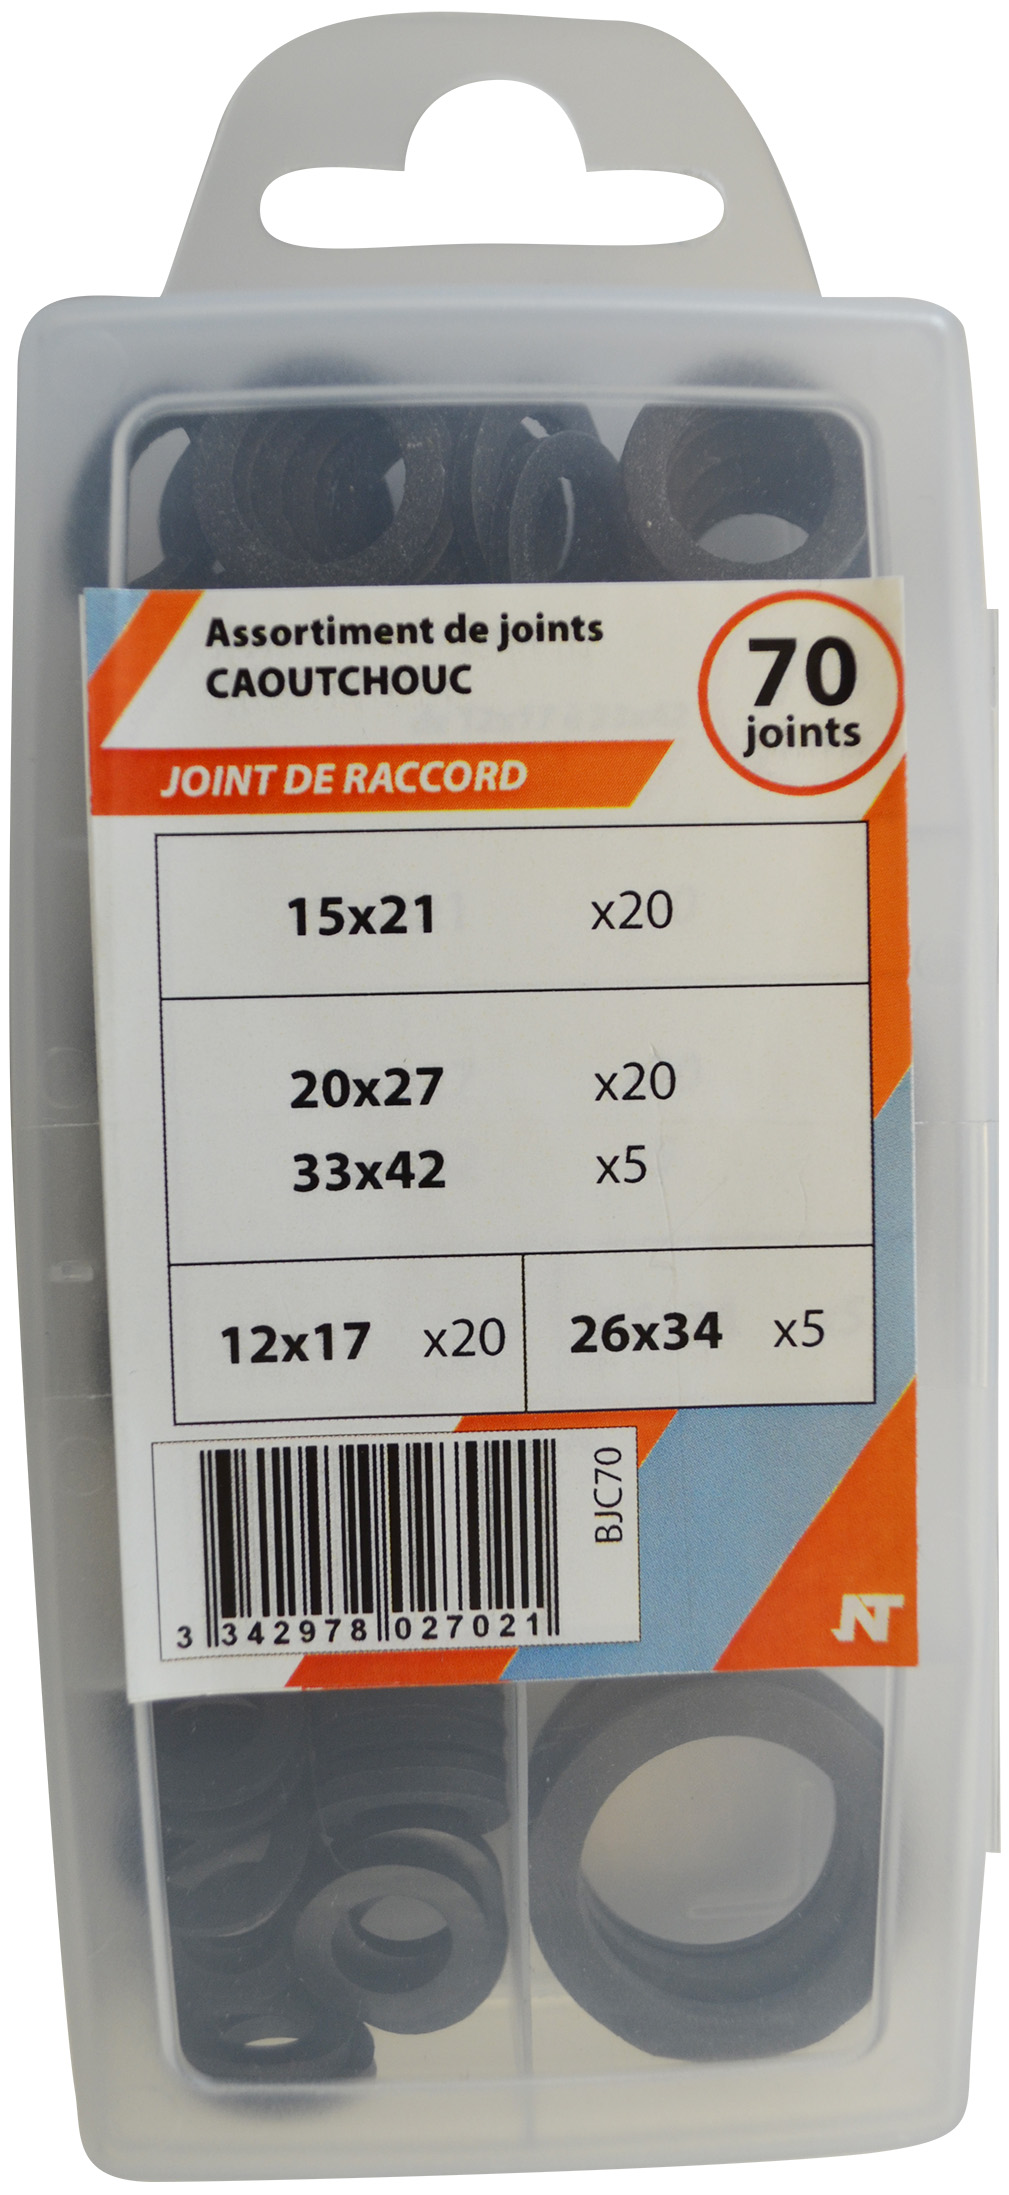 Assortiment de joints
CAOUTCHOUC
70
joints
JOINT DE RACCORD
15x21 x20
20x27 x20
33x42 x5
12x17 x20 26x34 x5
BJC70
3 342978 027021
NT